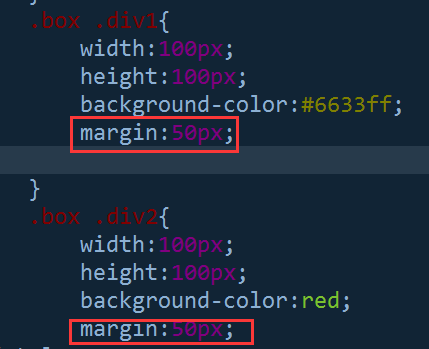 }
.box .div1{
width:100px;
height:100px;
background-color:#6633ff;
margin:50px;
}
.box .div2{
width:100px;
height:100px;
background-color:red;
margin:50px;